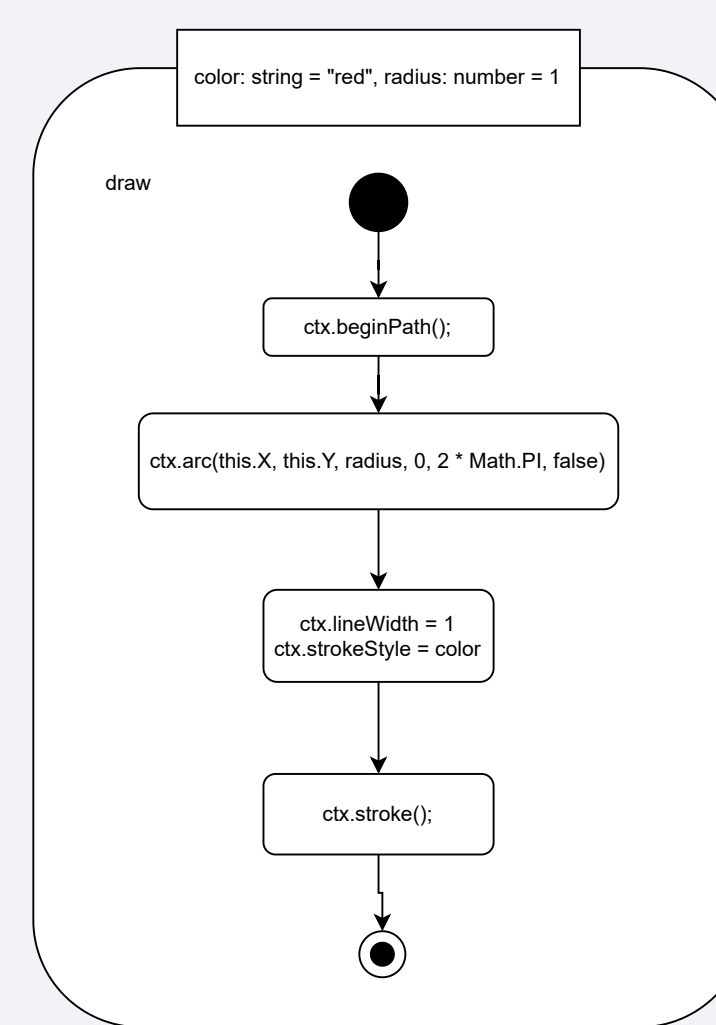 color: string = "red", radius: number = 1
draw
ctx.beginPath();
ctx.arc(this.X, this.Y, radius, 0, 2 * Math.PI, false)
ctx.lineWidth = 1
ctx.strokeStyle = color
ctx.stroke();